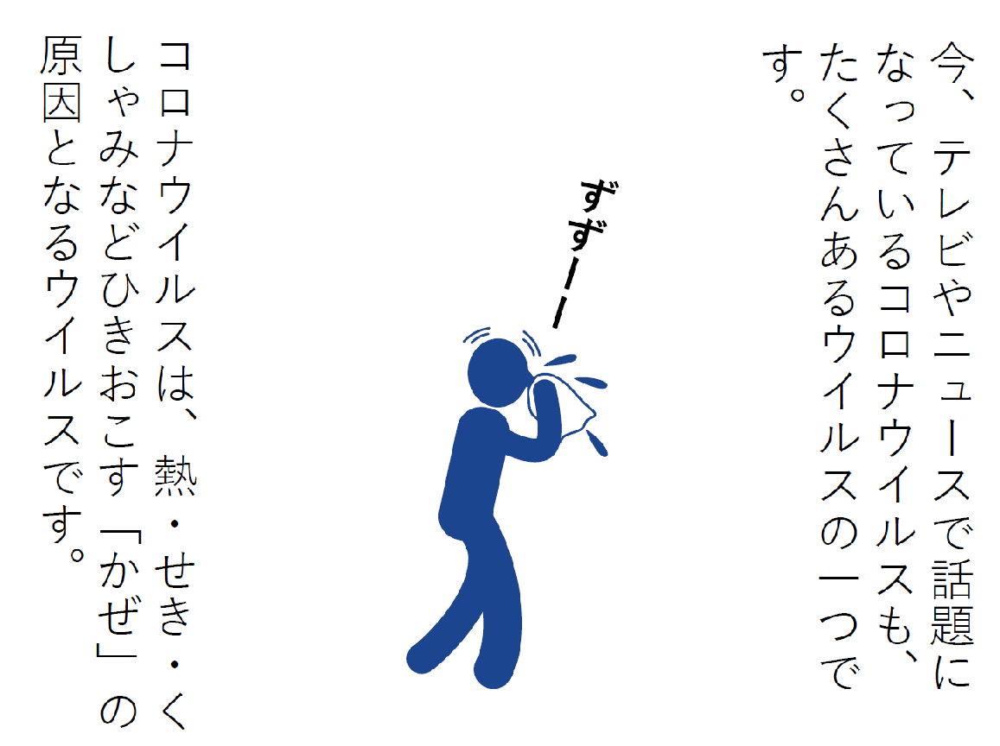 今、テレビやニュースで話題に
なっているコロナウイルスも、
たくさんあるウイルスの一つで
す。
ずずーー
コロナウイルスは、熱・せき・く
しゃみなどひきおこす「かぜ」の
原因となるウイルスです。